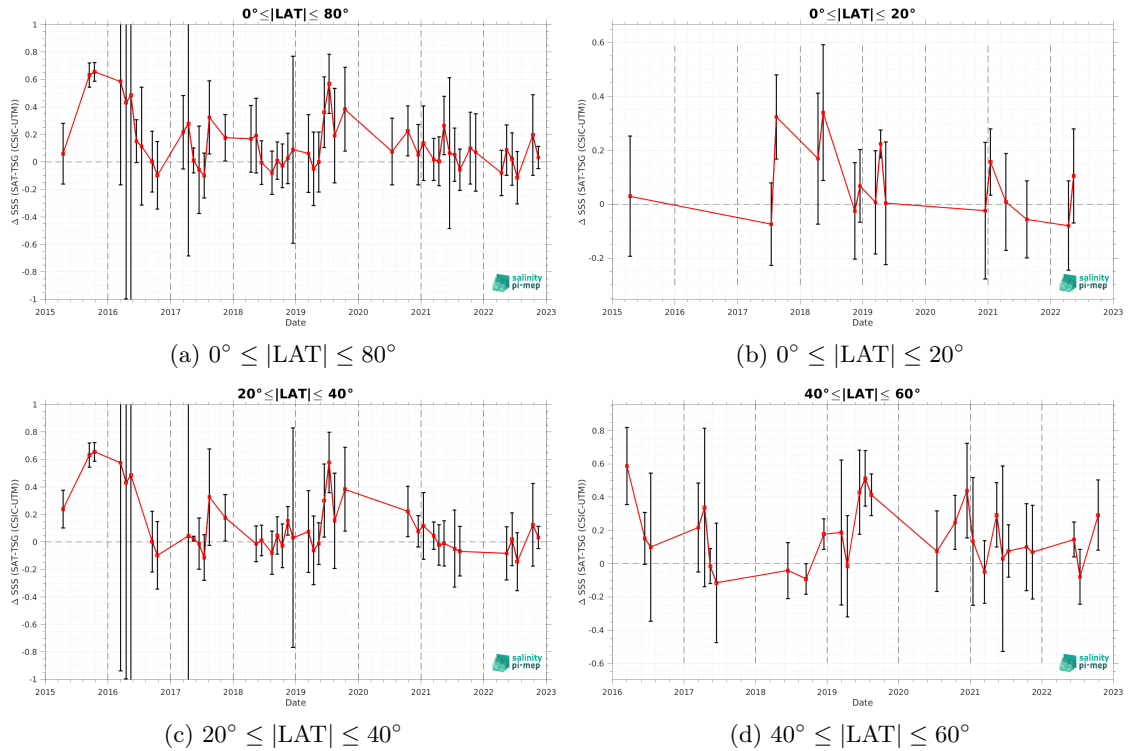 0°≤|LAT|≤ 80°
Δ SSS (SAT-TSG (CSIC-UTM))
1
0.8
0.6
0.4
0.2
0
-0.2
-0.4
-0.6
-0.8
-1
2015 2016 2017 2018 2019 2020 2021 2022 2023
Date
salinity
pi-mep
(a) 0° ≤ |LAT| ≤ 80°
0°≤|LAT|≤ 20°
Δ SSS (SAT-TSG (CSIC-UTM))
0.6
0.4
0.2
0
-0.2
2015 2016 2017 2018 2019 2020 2021 2022 2023
Date
salinity
pi-mep
(b) 0° ≤ |LAT| ≤ 20°
20°≤|LAT|≤ 40°
Δ SSS (SAT-TSG (CSIC-UTM))
1
0.8
0.6
0.4
0.2
0
-0.2
-0.4
-0.6
-0.8
-1
2015 2016 2017 2018 2019 2020 2021 2022 2023
Date
salinity
pi-mep
(c) 20° ≤ |LAT| ≤ 40°
40°≤|LAT|≤ 60°
Δ SSS (SAT-TSG (CSIC-UTM))
0.8
0.6
0.4
0.2
0
-0.2
-0.4
-0.6
2016 2017 2018 2019 2020 2021 2022 2023
Date
salinity
pi-mep
(d) 40° ≤ |LAT| ≤ 60°